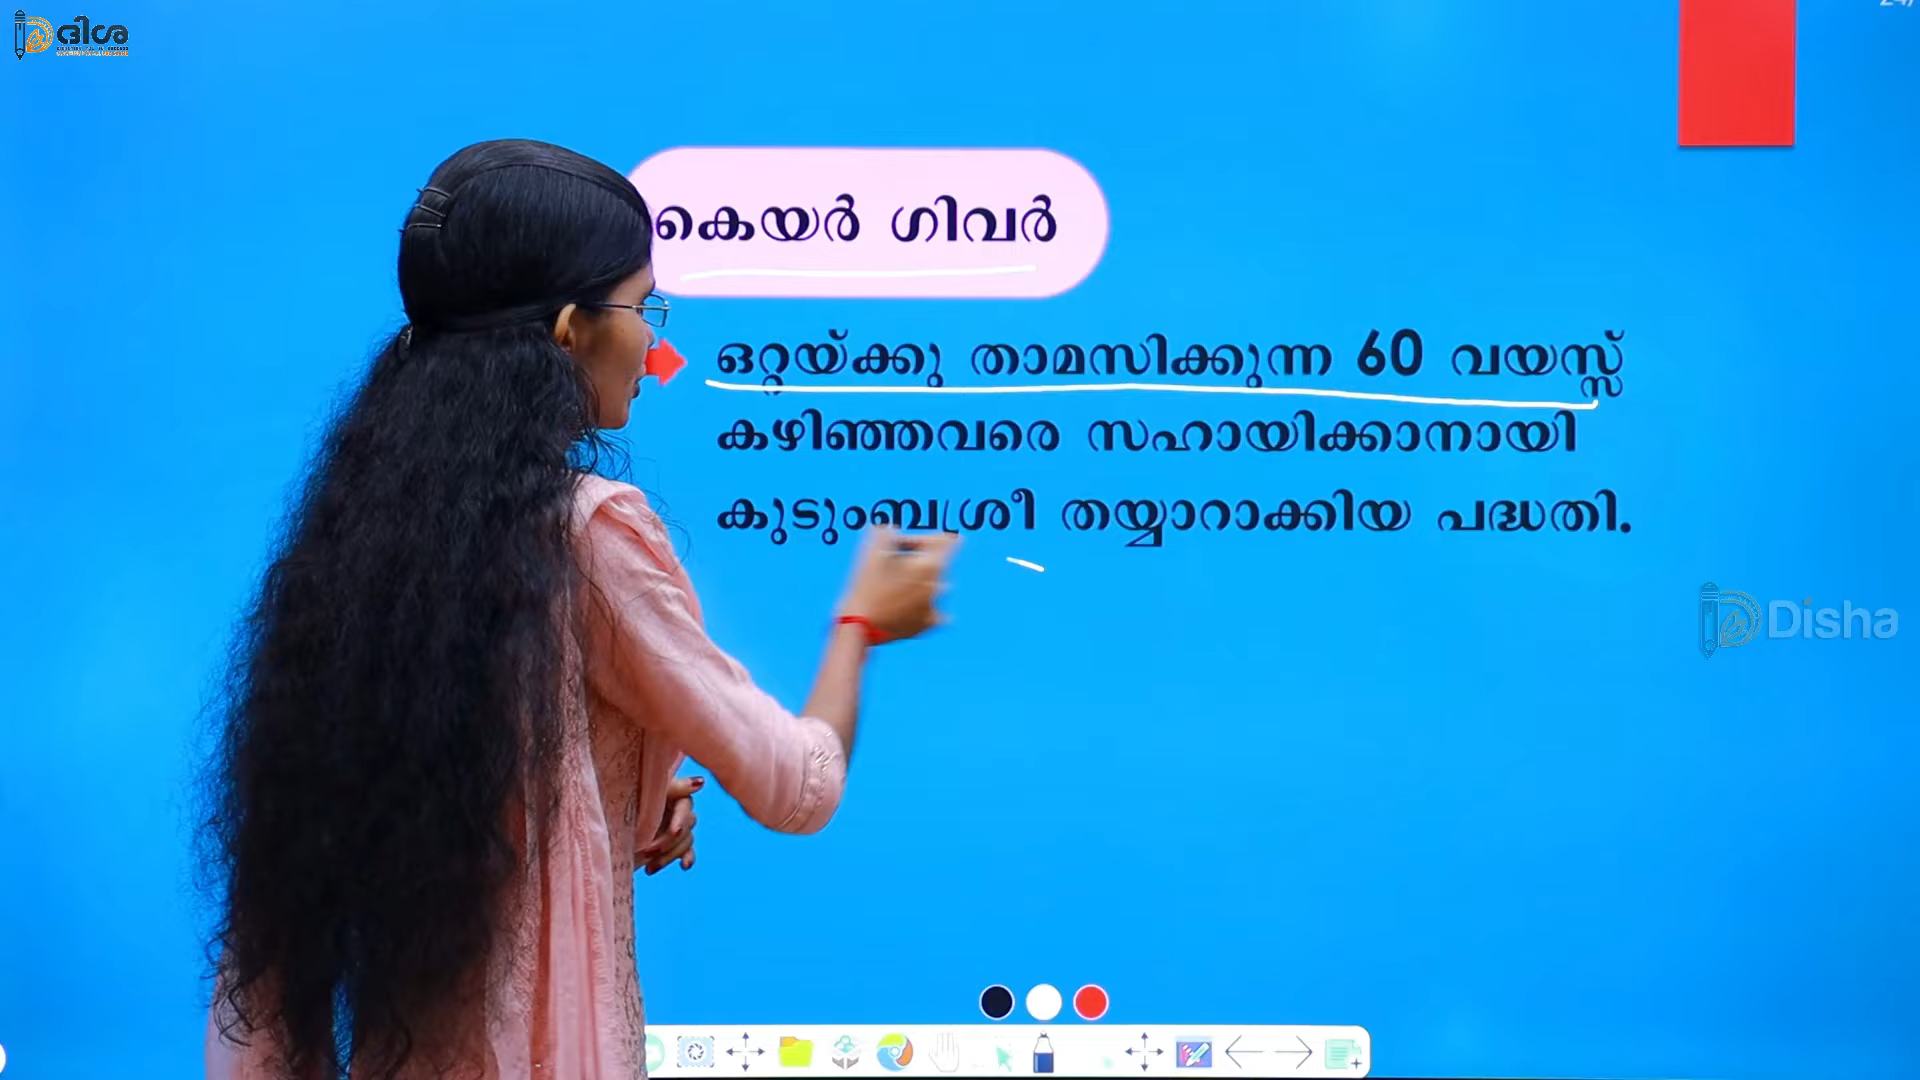 ദിശ
കെയർ ഗിവർ
ഒറ്റയ്ക്കു താമസിക്കുന്ന 60 വയസ്സ്
കഴിഞ്ഞവരെ സഹായിക്കാനായി
കുടുംബശ്രീ തയ്യാറാക്കിയ പദ്ധതി.
Disha